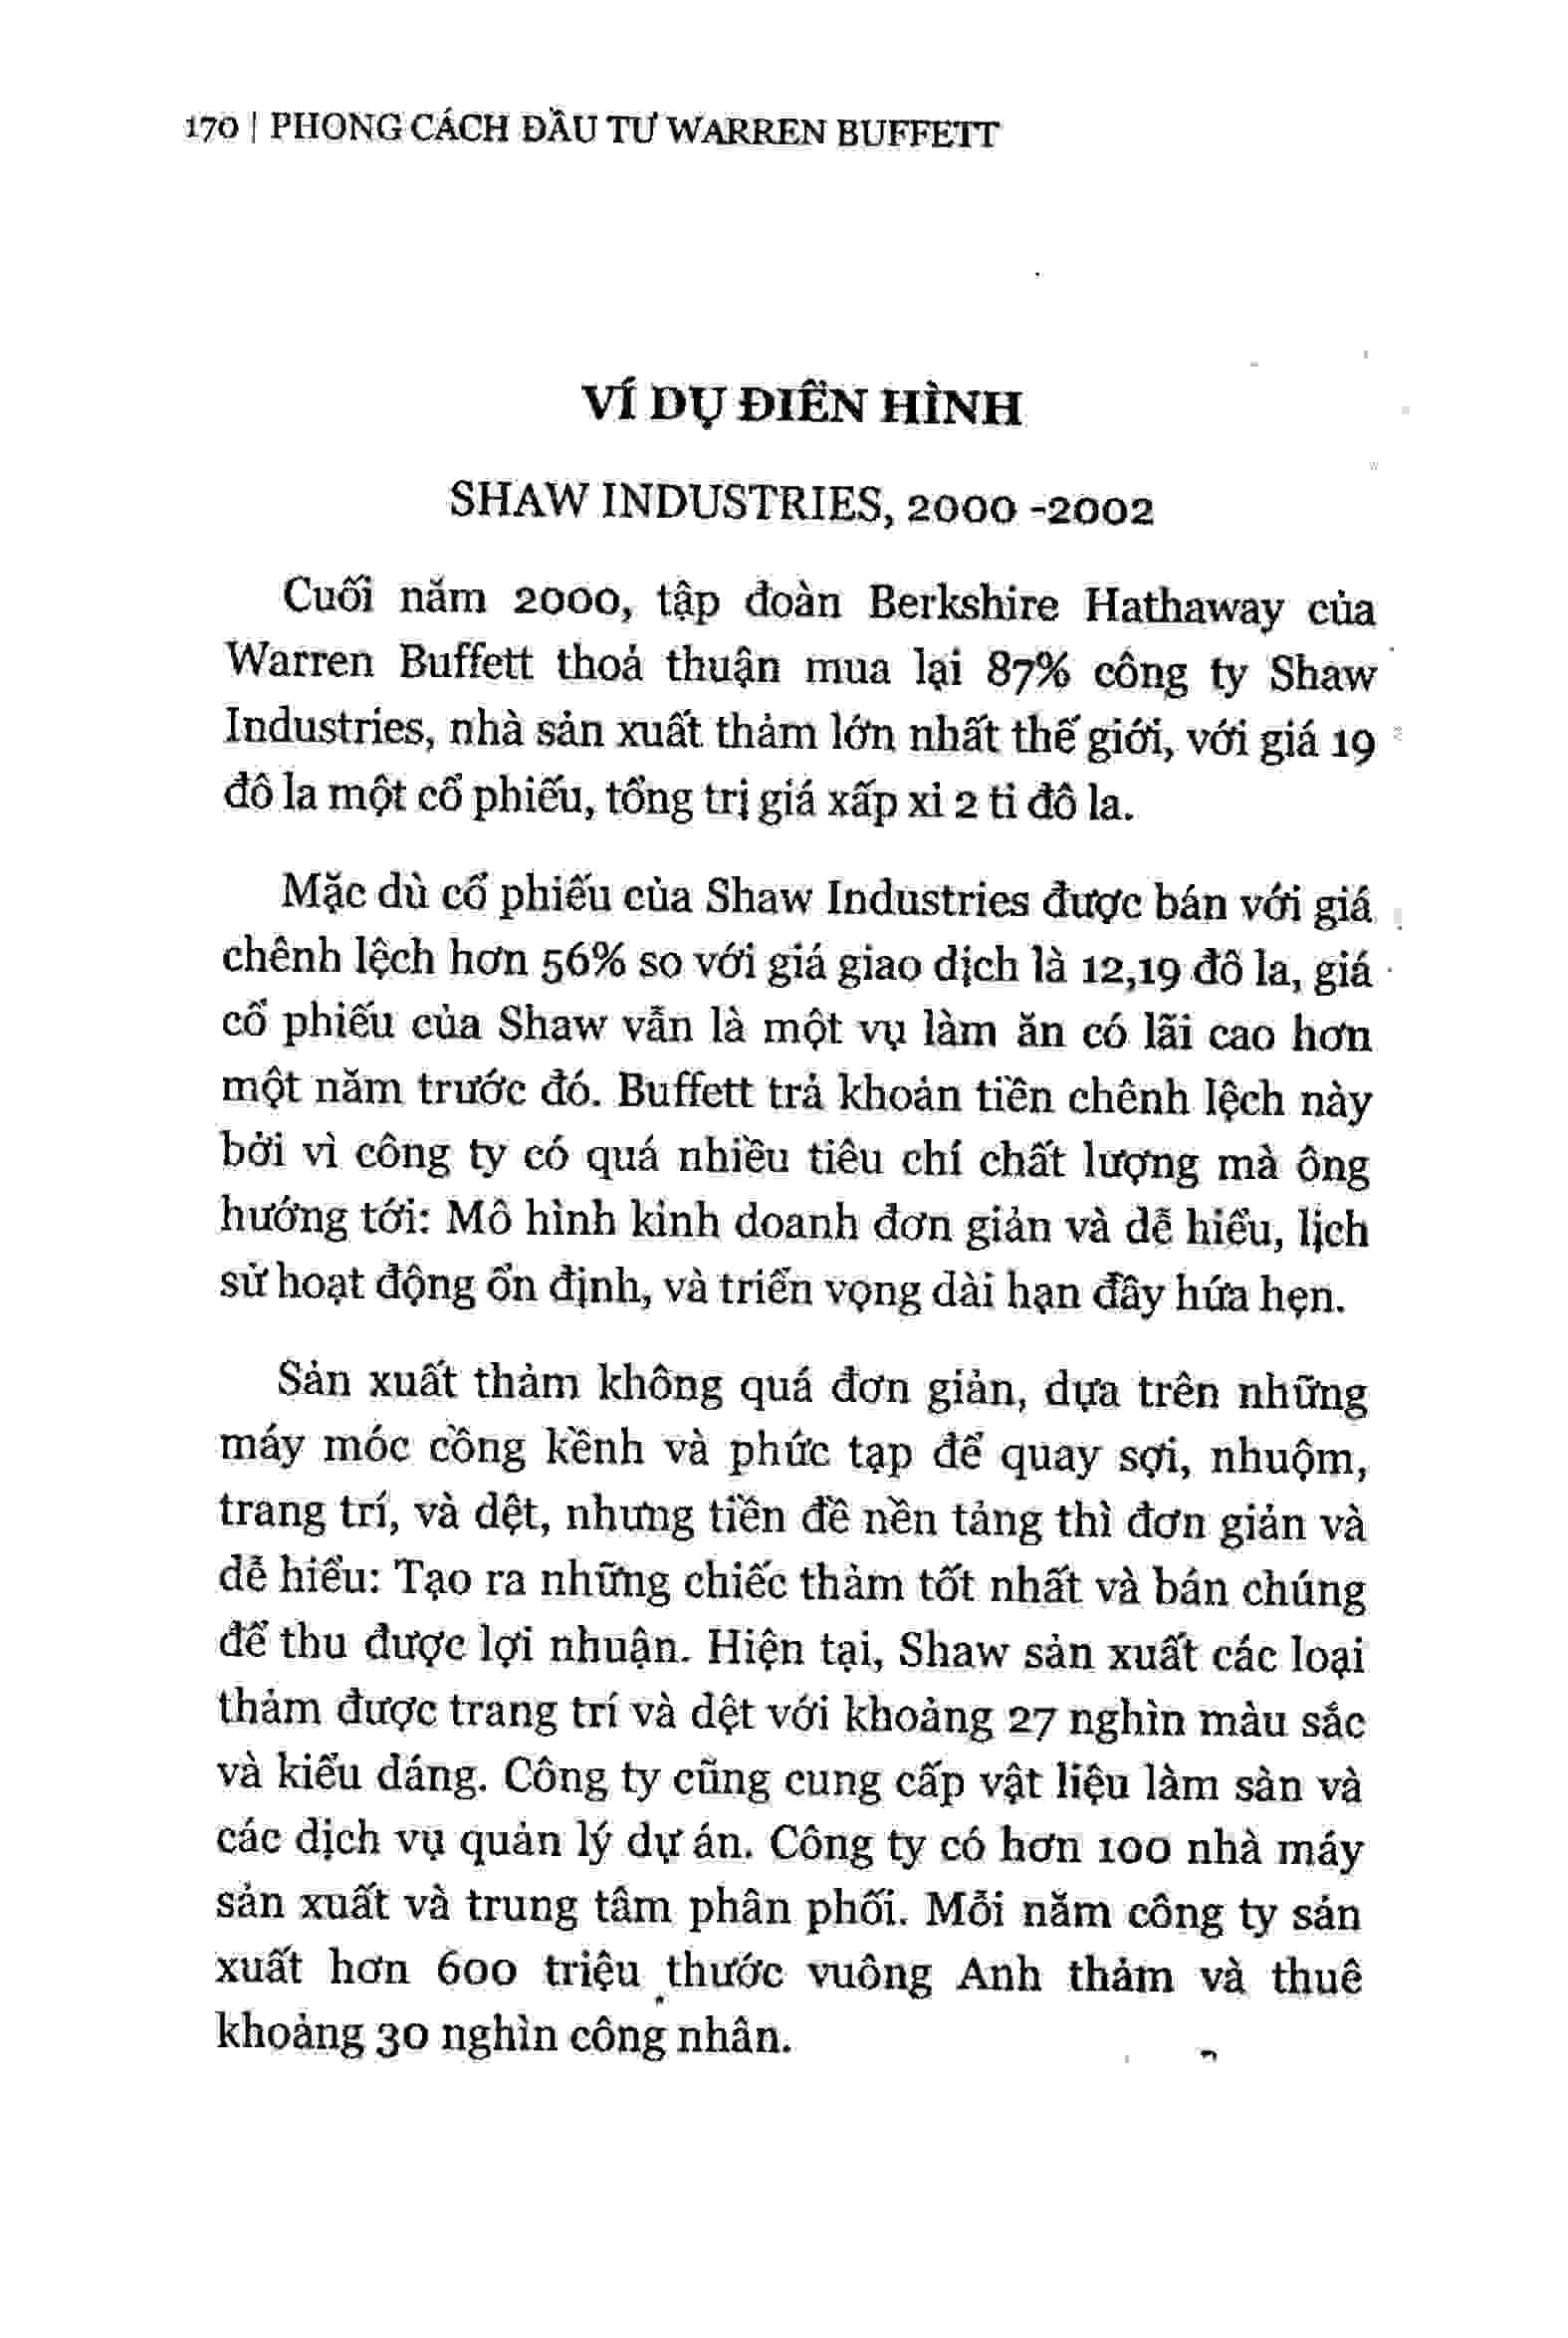 170 | PHONG CÁCH ĐẦU TƯ WARREN BUFFETT
VÍ DỤ ĐIỂN HÌNH
SHAW INDUSTRIES, 2000 -2002
Cuối năm 2000, tập đoàn Berkshire Hathaway của
Warren Buffett thoả thuận mua lại 87% công ty Shaw
Industries, nhà sản xuất thảm lớn nhất thế giới, với giá 19
đô la một cổ phiếu, tổng trị giá xấp xỉ 2 tỉ đô la.
Mặc dù cổ phiếu của Shaw Industries được bán với giá
chênh lệch hơn 56% so với giá giao dịch là 12,19 đô la, giá
cổ phiếu của Shaw vẫn là một vụ làm ăn có lãi cao hơn
một năm trước đó. Buffett trả khoản tiền chênh lệch này
bởi vì công ty có quá nhiều tiêu chí chất lượng mà ông
hướng tới: Mô hình kinh doanh đơn giản và dễ hiểu, lịch
sử hoạt động ổn định, và triển vọng dài hạn đầy hứa hẹn.
Sản xuất thảm không quá đơn giản, dựa trên những
máy móc cồng kềnh và phức tạp để quay sợi, nhuộm,
trang trí, và dệt, nhưng tiền đề nền tảng thì đơn giản và
dễ hiểu: Tạo ra những chiếc thảm tốt nhất và bán chúng
để thu được lợi nhuận. Hiện tại, Shaw sản xuất các loại
thảm được trang trí và dệt với khoảng 27 nghìn màu sắc
và kiểu dáng. Công ty cũng cung cấp vật liệu làm sàn và
các dịch vụ quản lý dự án. Công ty có hơn 100 nhà máy
sản xuất và trung tâm phân phối. Mỗi năm công ty sản
xuất hơn 600 triệu thước vuông Anh thảm và thuê
khoảng 30 nghìn công nhân.